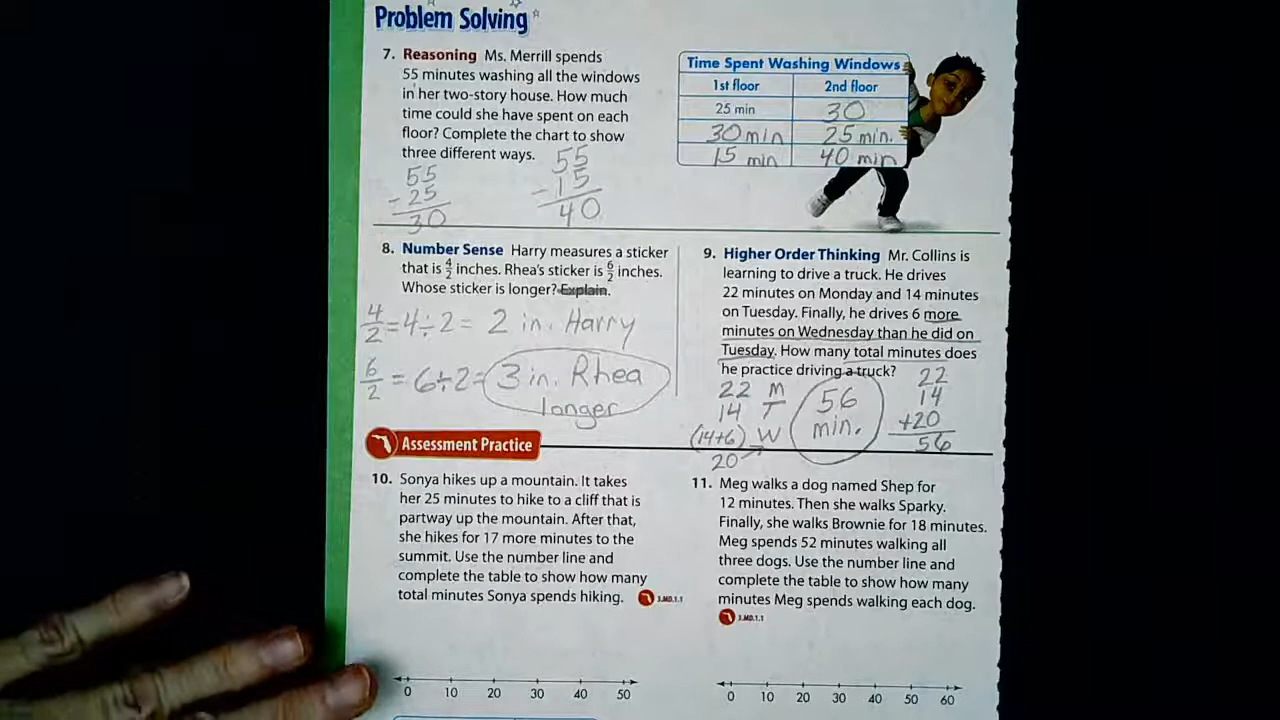 Problem Solving
7. Reasoning Ms. Merrill spends
55 minutes washing all the windows
in her two-story house. How much
time could she have spent on each
floor? Complete the chart to show
three different ways.
55
- 25
30
55
- 15
40
Time Spent Washing Windows
1st floor 2nd floor
25 min 30
30 min 25 min.
15 min 40 min
8. Number Sense Harry measures a sticker
that is 4/2 inches. Rhea's sticker is 6/2 inches.
Whose sticker is longer? Explain.
4/2 = 4 ÷ 2 = 2 in. Harry
6/2 = 6 ÷ 2 = 3 in. Rhea
longer
9. Higher Order Thinking Mr. Collins is
learning to drive a truck. He drives
22 minutes on Monday and 14 minutes
on Tuesday. Finally, he drives 6 more
minutes on Wednesday than he did on
Tuesday. How many total minutes does
he practice driving a truck?
22 M
14 T
(14+6) W
20
56
min.
22
14
+20
56
Assessment Practice
10. Sonya hikes up a mountain. It takes
her 25 minutes to hike to a cliff that is
partway up the mountain. After that,
she hikes for 17 more minutes to the
summit. Use the number line and
complete the table to show how many
total minutes Sonya spends hiking. 3.MD.1.1
0 10 20 30 40 50
11. Meg walks a dog named Shep for
12 minutes. Then she walks Sparky.
Finally, she walks Brownie for 18 minutes.
Meg spends 52 minutes walking all
three dogs. Use the number line and
complete the table to show how many
minutes Meg spends walking each dog.
3.MD.1.1
0 10 20 30 40 50 60